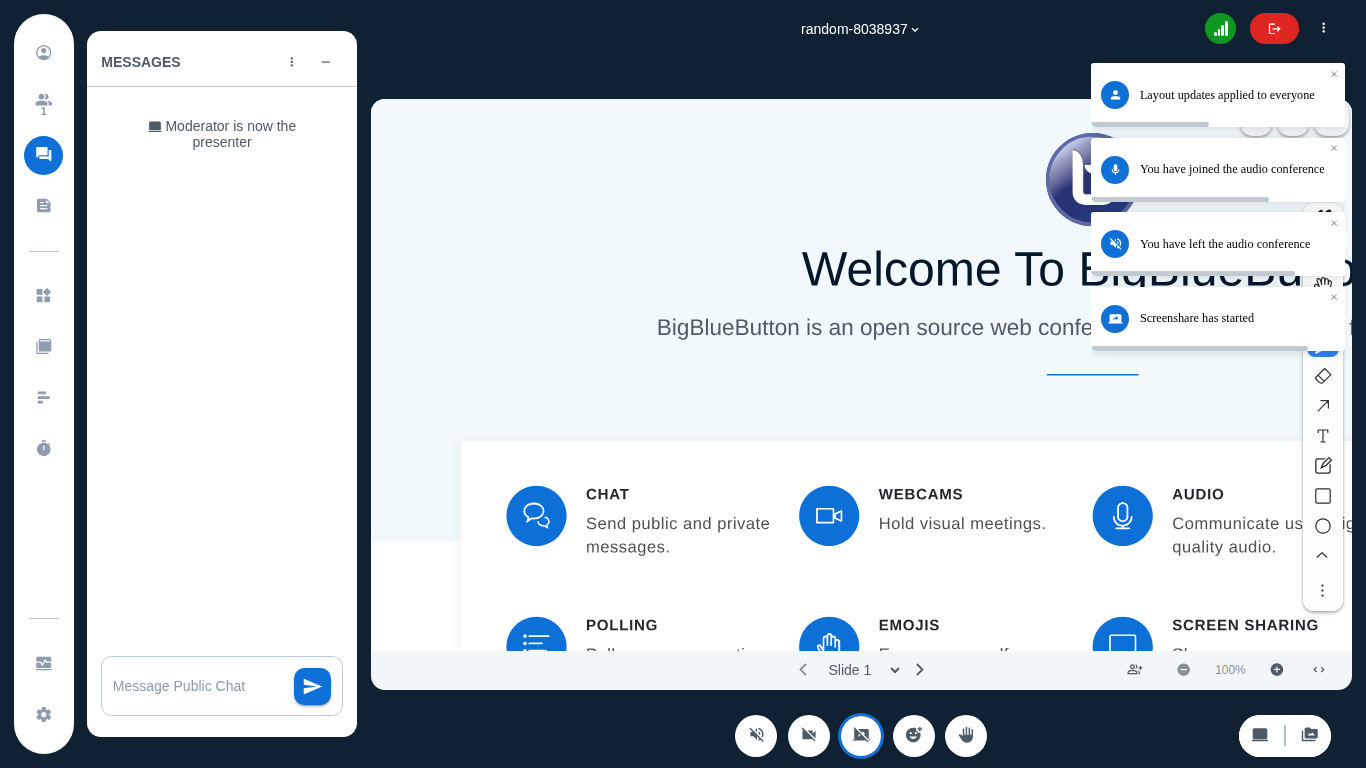 random-8038937
MESSAGES
1
Moderator is now the
presenter
Message Public Chat
Layout updates applied to everyone
You have joined the audio conference
You have left the audio conference
Screenshare has started
Welcome To BigBlueBu
BigBlueButton is an open source web confe
CHAT
Send public and private
messages.
WEBCAMS
Hold visual meetings.
AUDIO
Communicate us
quality audio.
POLLING
EMOJIS
SCREEN SHARING
Slide 1
100%